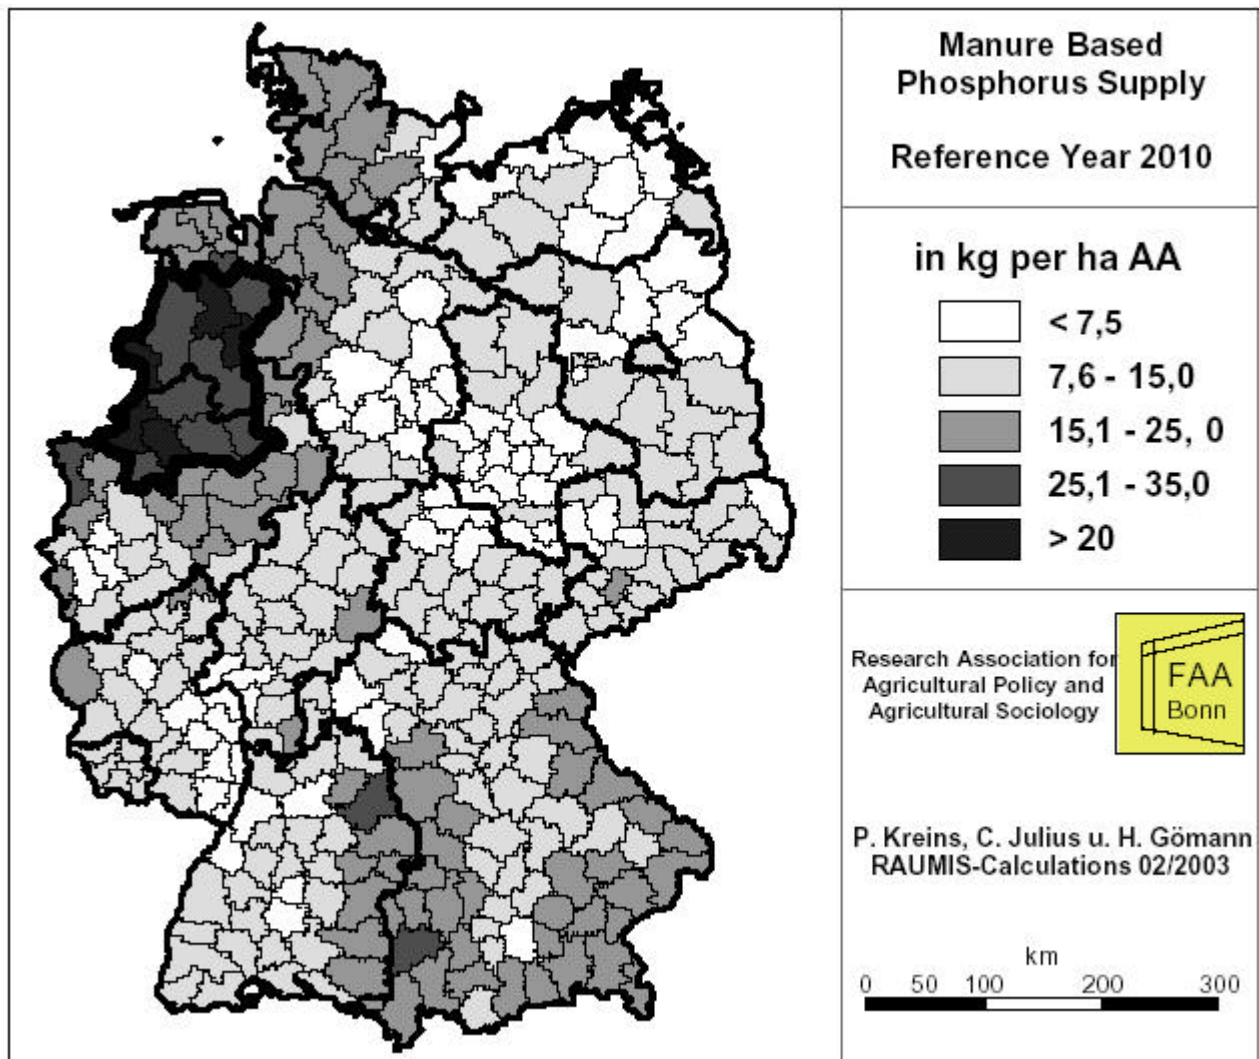 Manure Based
Phosphorus Supply
Reference Year 2010
in kg per ha AA
< 7,5
7,6 - 15,0
15,1 - 25, 0
25,1 - 35,0
> 20
Research Association for
Agricultural Policy and
Agricultural Sociology
FAA
Bonn
P. Kreins, C. Julius u. H. Gömann
RAUMIS-Calculations 02/2003
km
0 50 100 200 300